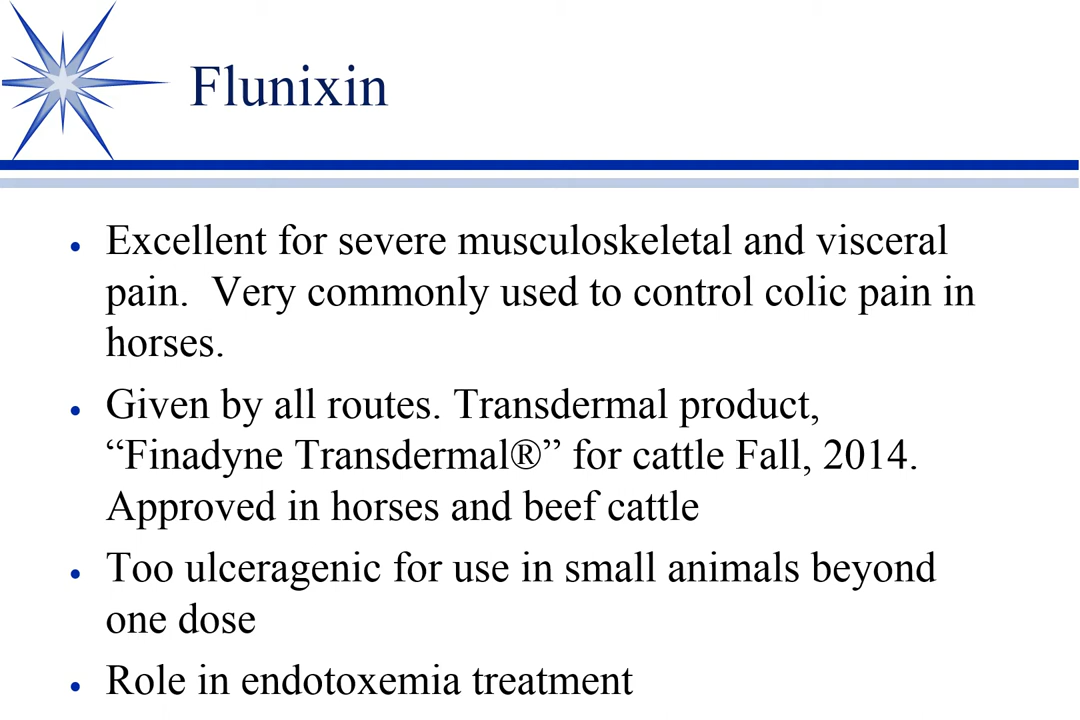 Flunixin
• Excellent for severe musculoskeletal and visceral
pain.  Very commonly used to control colic pain in
horses.
• Given by all routes. Transdermal product,
“Finadyne Transdermal®” for cattle Fall, 2014.
Approved in horses and beef cattle
• Too ulceragenic for use in small animals beyond
one dose
• Role in endotoxemia treatment